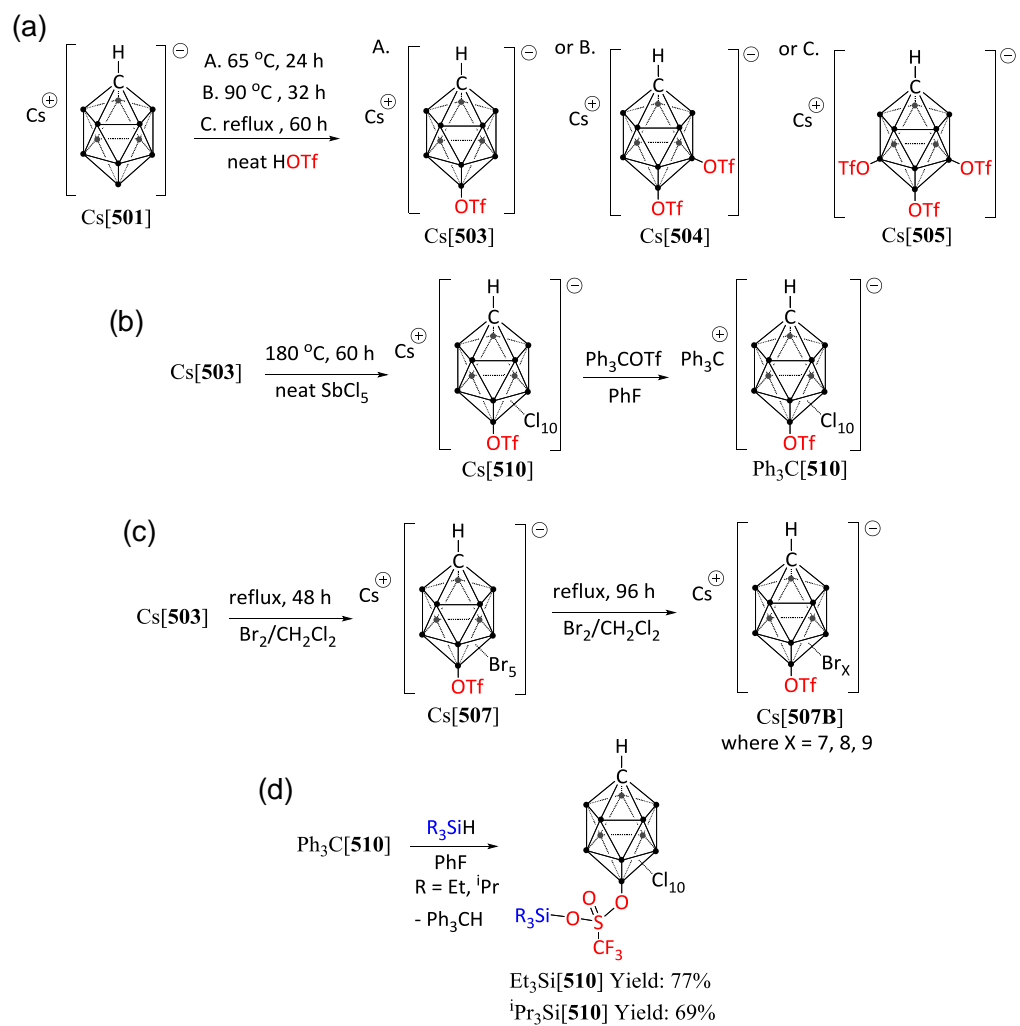 (a)
H
C
Cs⊕
⊖
Cs[501]
A. 65 °C, 24 h
B. 90 °C , 32 h
C. reflux , 60 h
neat HOTf
A.
H
C
Cs⊕
⊖
OTf
Cs[503]
or B.
H
C
Cs⊕
⊖
OTf
OTf
Cs[504]
or C.
H
C
Cs⊕
⊖
TfO
OTf
OTf
Cs[505]
(b)
Cs[503]
180 °C, 60 h
neat SbCl₅
H
C
Cs⊕
⊖
Cl₁₀
OTf
Cs[510]
Ph₃COTf
PhF
H
C
Ph₃C⊕
⊖
Cl₁₀
OTf
Ph₃C[510]
(c)
Cs[503]
reflux, 48 h
Br₂/CH₂Cl₂
H
C
Cs⊕
⊖
Br₅
OTf
Cs[507]
reflux, 96 h
Br₂/CH₂Cl₂
H
C
Cs⊕
⊖
Br_X
OTf
Cs[507B]
where X = 7, 8, 9
(d)
Ph₃C[510]
R₃SiH
PhF
R = Et, ⁱPr
- Ph₃CH
H
C
Cl₁₀
O
O
R₃Si
O
S
CF₃
Et₃Si[510] Yield: 77%
ⁱPr₃Si[510] Yield: 69%